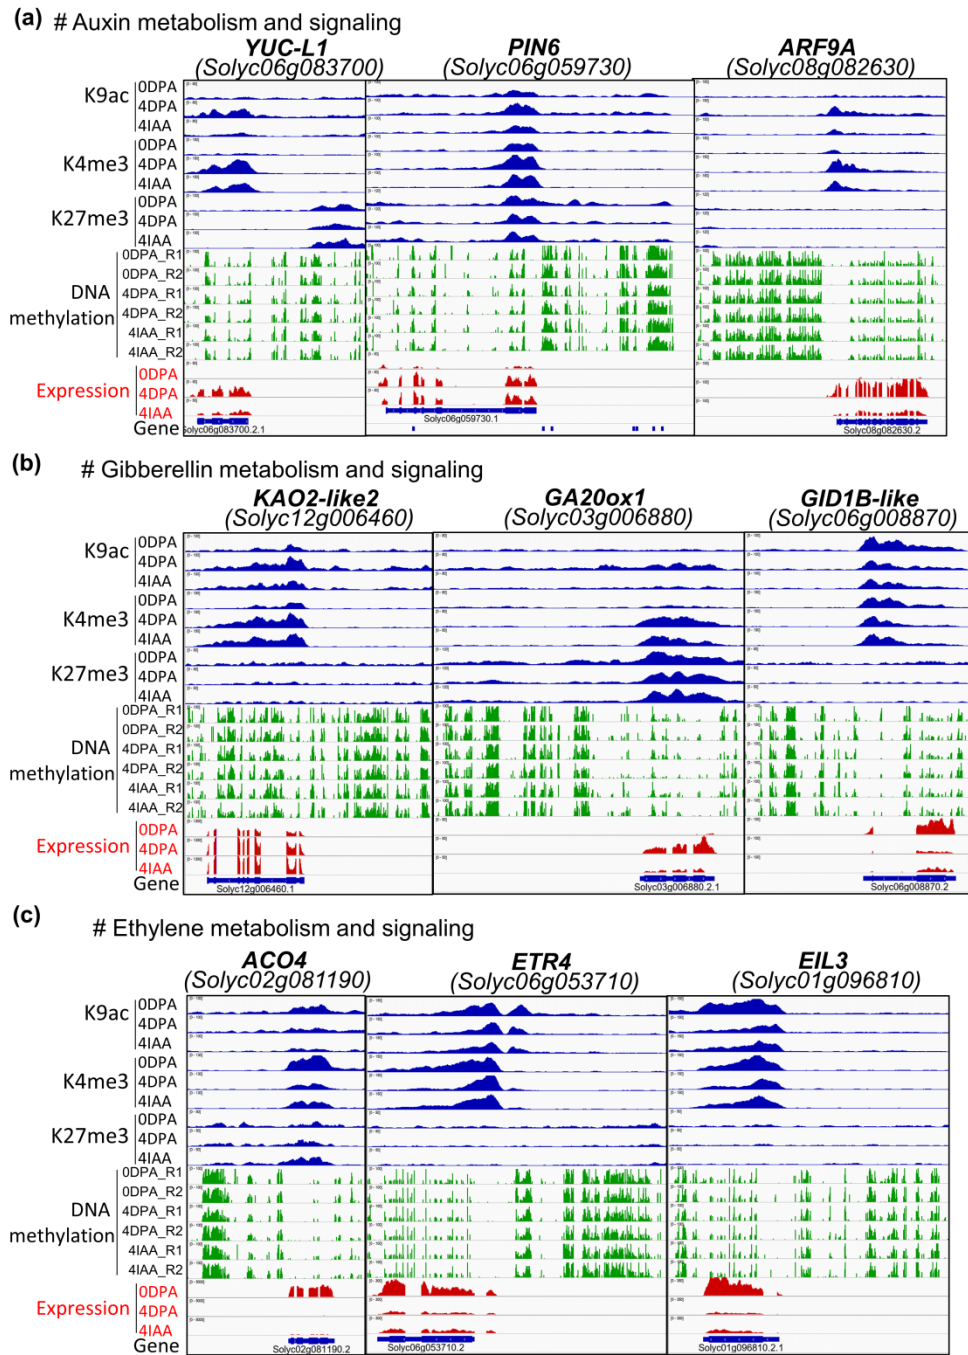 (a) # Auxin metabolism and signaling
YUC-L1 PIN6 ARF9A
(Solyc06g083700) (Solyc06g059730) (Solyc08g082630)
K9ac
0DPA
4DPA
4IAA
K4me3
0DPA
4DPA
4IAA
K27me3
0DPA
4DPA
4IAA
DNA methylation
0DPA_R1
0DPA_R2
4DPA_R1
4DPA_R2
4IAA_R1
4IAA_R2
Expression
0DPA
4DPA
4IAA
Gene
Solyc06g083700.2.1 Solyc06g059730.1 Solyc08g082630.2
(b) # Gibberellin metabolism and signaling
KAO2-like2 GA20ox1 GID1B-like
(Solyc12g006460) (Solyc03g006880) (Solyc06g008870)
K9ac
0DPA
4DPA
4IAA
K4me3
0DPA
4DPA
4IAA
K27me3
0DPA
4DPA
4IAA
DNA methylation
0DPA_R1
0DPA_R2
4DPA_R1
4DPA_R2
4IAA_R1
4IAA_R2
Expression
0DPA
4DPA
4IAA
Gene
Solyc12g006460.1 Solyc03g006880.2.1 Solyc06g008870.2
(c) # Ethylene metabolism and signaling
ACO4 ETR4 EIL3
(Solyc02g081190) (Solyc06g053710) (Solyc01g096810)
K9ac
0DPA
4DPA
4IAA
K4me3
0DPA
4DPA
4IAA
K27me3
0DPA
4DPA
4IAA
DNA methylation
0DPA_R1
0DPA_R2
4DPA_R1
4DPA_R2
4IAA_R1
4IAA_R2
Expression
0DPA
4DPA
4IAA
Gene
Solyc02g081190.2 Solyc06g053710.2 Solyc01g096810.2.1